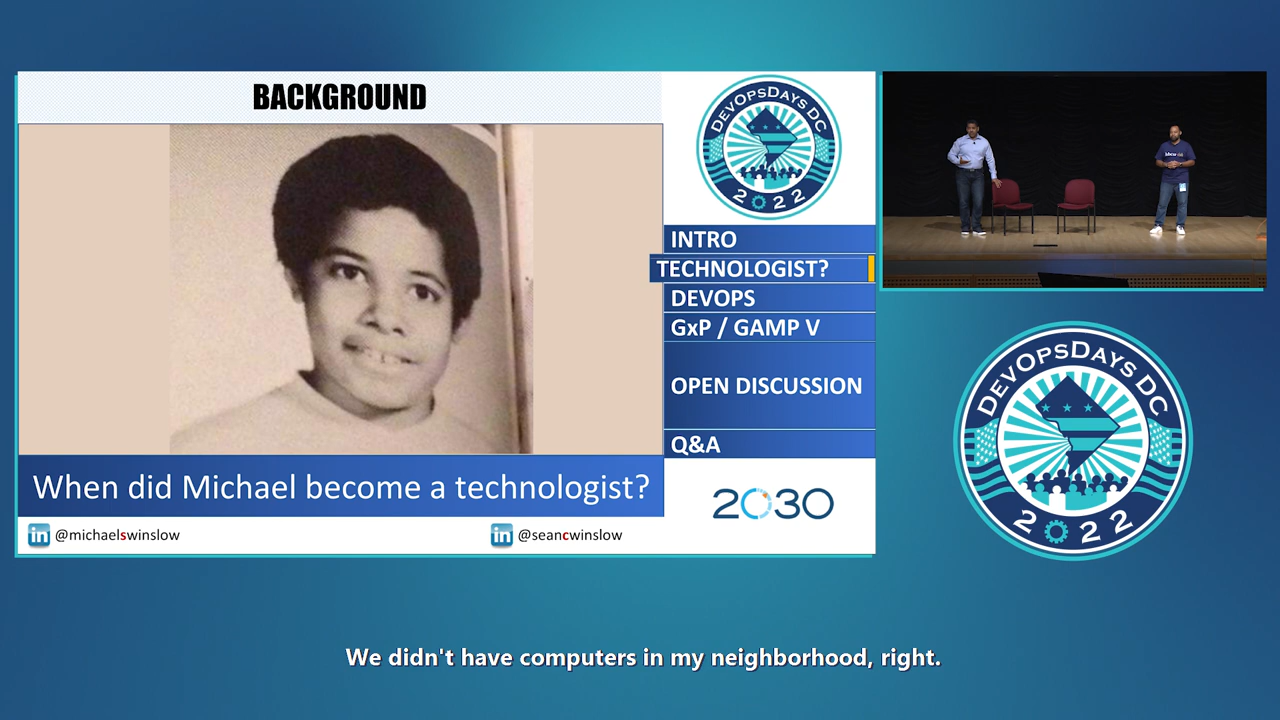 BACKGROUND
When did Michael become a technologist?
@michaelswinslow
@seancwinslow
DEVOPSDAYS DC
2022
INTRO
TECHNOLOGIST?
DEVOPS
GxP / GAMP V
OPEN DISCUSSION
Q&A
2030
DEVOPSDAYS DC
2022
We didn't have computers in my neighborhood, right.